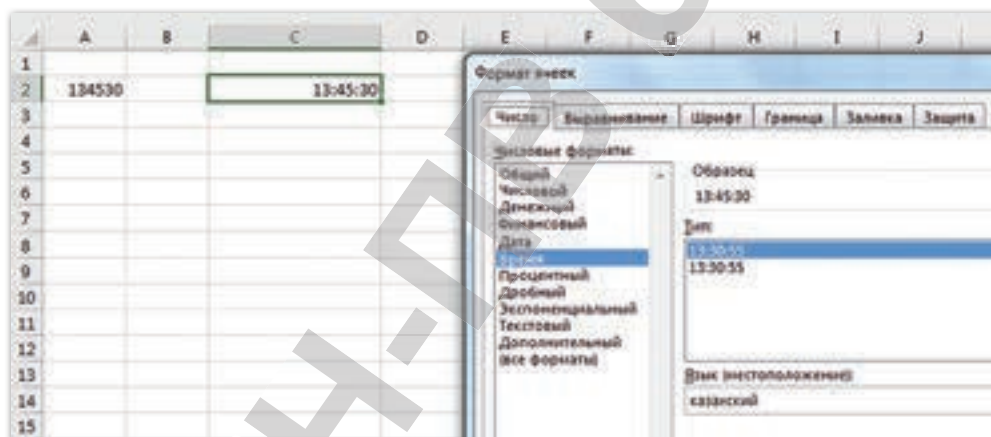 A B C D E F G H I J
1
2 134530 13:45:30
3
4
5
6
7
8
9
10
11
12
13
14
15
Формат ячеек
Число Выравнивание Шрифт Граница Заливка Защита
Числовые форматы:
Общий
Числовой
Денежный
Финансовый
Дата
Время
Процентный
Дробный
Экспоненциальный
Текстовый
Дополнительный
(все форматы)
Образец
13:45:30
Тип:
13:30:55
13:30:55
Язык (местоположение):
казахский